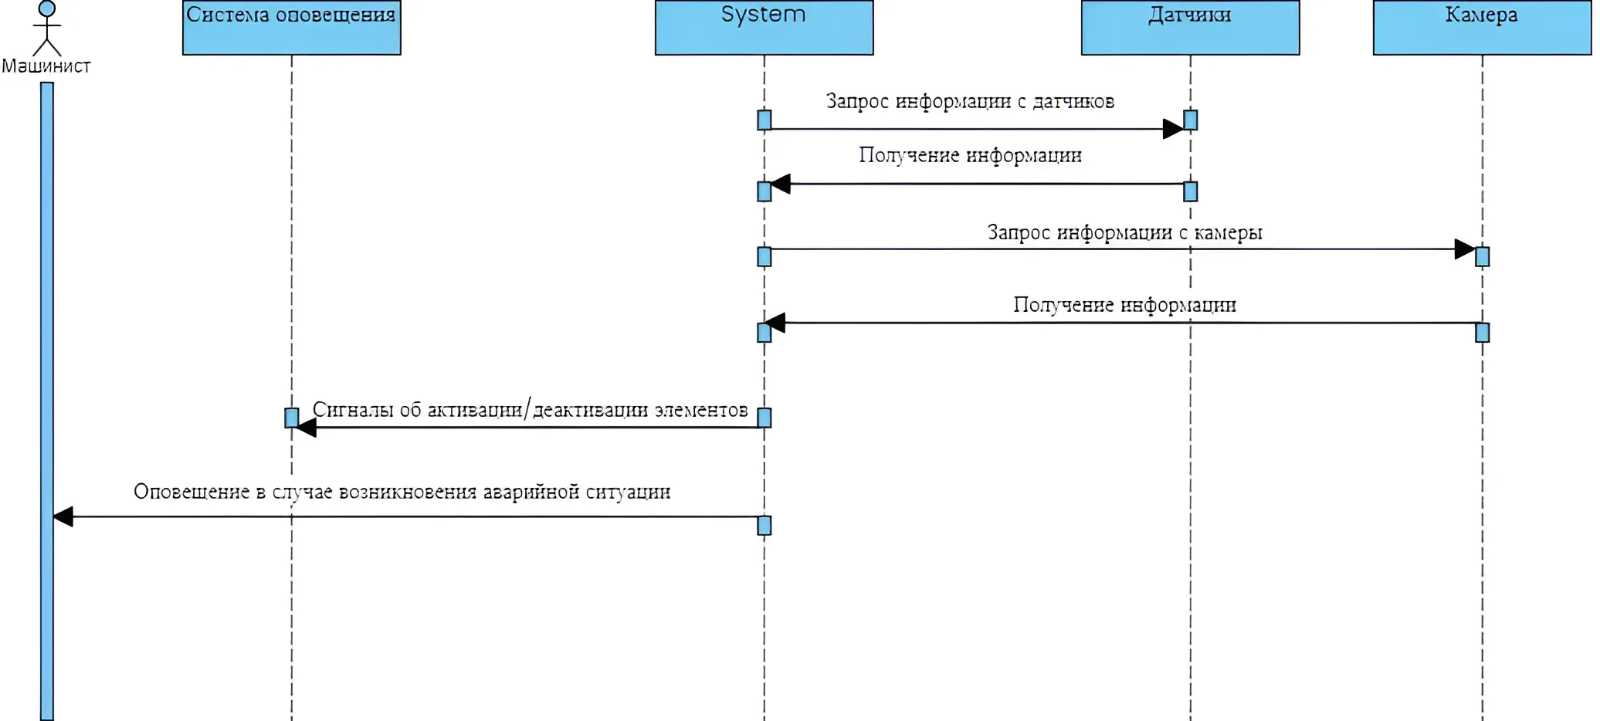 Система оповещения
System
Датчики
Камера
Машинист
Запрос информации с датчиков
Получение информации
Запрос информации с камеры
Получение информации
Сигналы об активации/деактивации элементов
Оповещение в случае возникновения аварийной ситуации